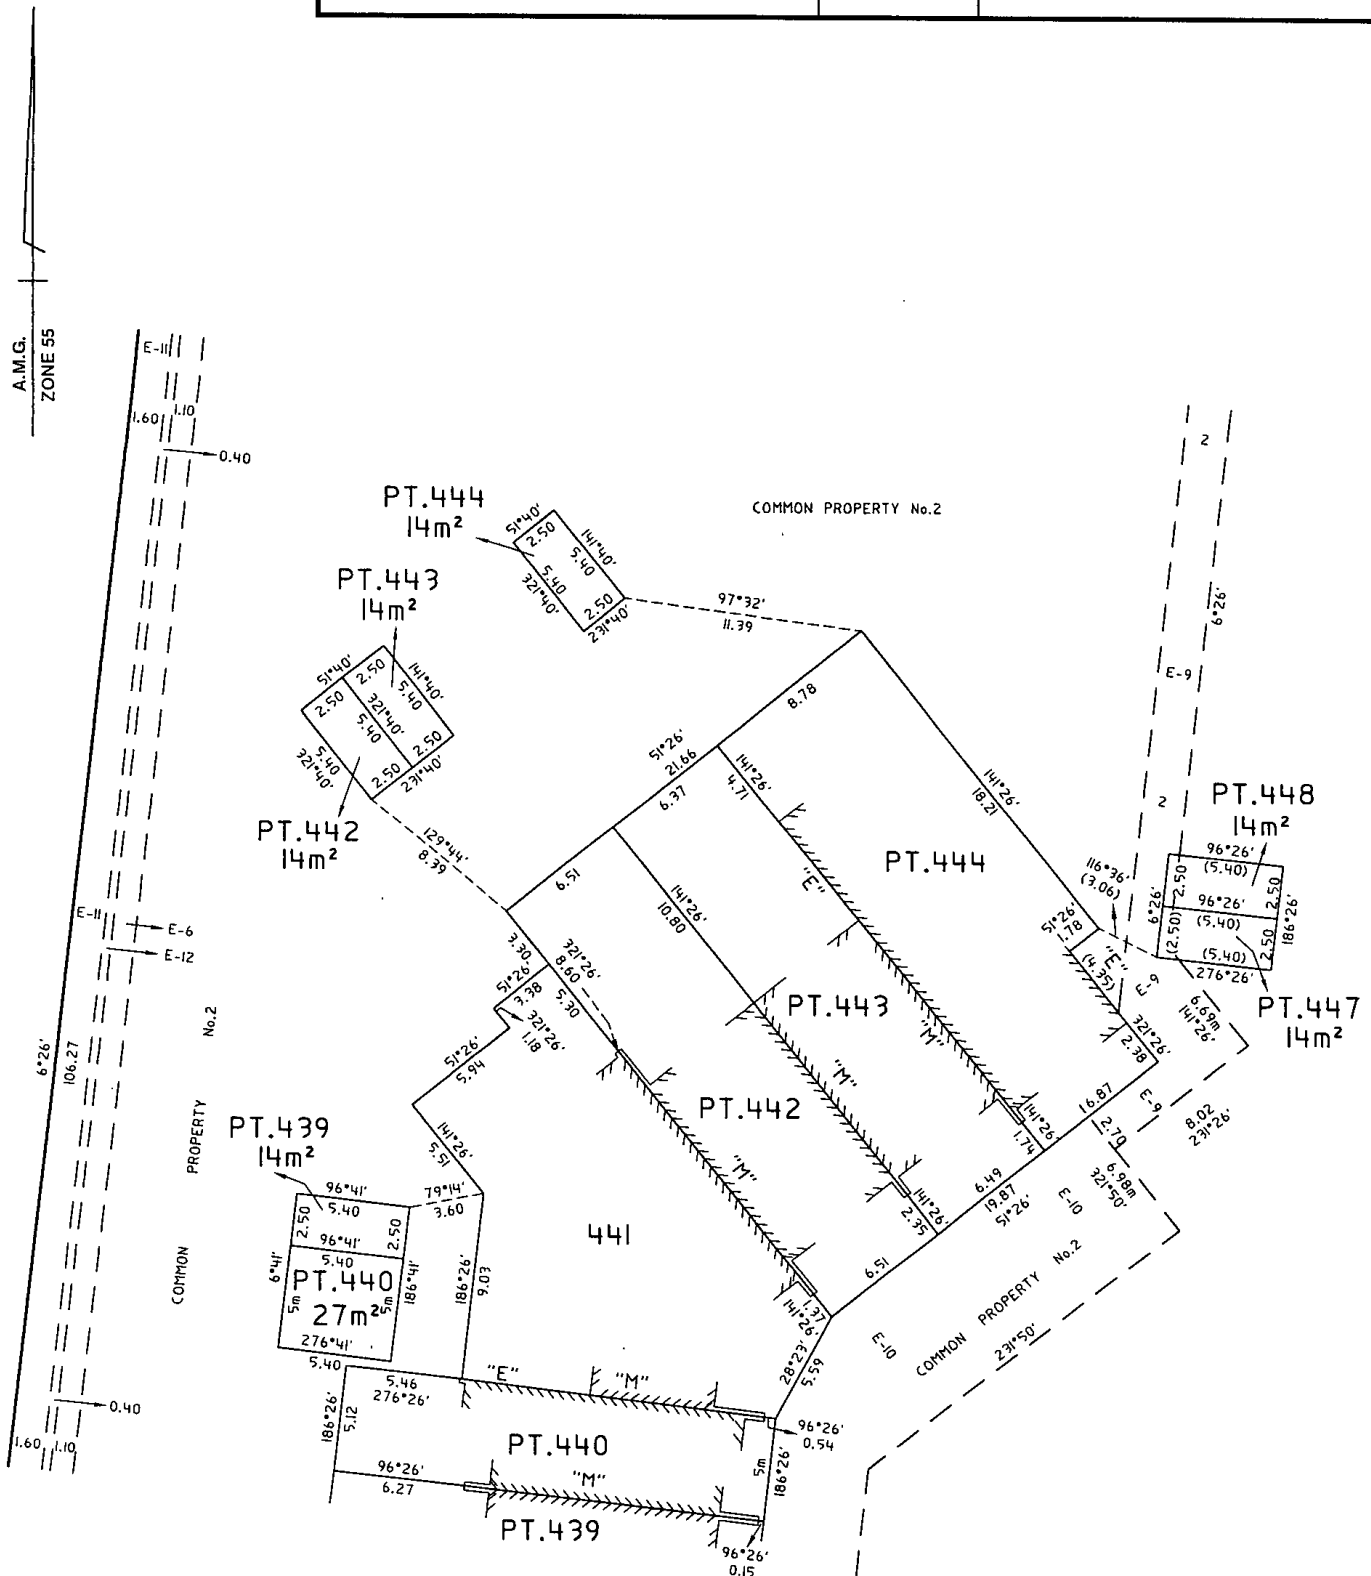 A.M.G.
ZONE 55
E-11
1.60
1.10
0.40
2
COMMON PROPERTY No.2
PT.444
14m²
51°40'
2.50
141°40'
5.40
5.40
321°40'
2.50
231°40'
97°32'
11.39
6°26'
E-9
2
PT.443
14m²
51°40'
2.50
141°40'
5.40
2.50
321°40'
5.40
5.40
321°40'
2.50
2.50
231°40'
PT.442
14m²
129°44'
8.39
8.78
51°26'
21.66
6.37
6.51
141°26'
4.71
141°26'
18.21
PT.444
"E"
"M"
PT.448
14m²
96°26'
(5.40)
2.50
2.50
96°26'
(5.40)
6°26'
(2.50)
2.50
186°26'
(5.40)
276°26'
PT.447
14m²
116°36'
(3.06)
51°26'
1.78
"E"
(4.35)
E-9
6.69m
141°26'
321°26'
2.38
E-11
E-6
E-12
141°26'
10.80
PT.443
"M"
3.30
321°26'
8.60
5.30
51°26'
3.38
321°26'
1.18
51°26'
5.94
PT.442
"M"
141°26'
1.74
16.87
E-9
2.70
8.02
231°26'
6.98m
321°50'
E-10
6°26'
106.27
COMMON PROPERTY No.2
PT.439
14m²
96°41'
5.40
2.50
2.50
96°41'
5.40
79°14'
3.60
141°26'
5.51
441
141°26'
2.35
6.49
19.87
51°26'
6.51
6°41'
5m
PT.440
27m²
5m
186°41'
276°41'
5.40
186°26'
9.03
1.37
141°26'
28°23'
5.59
E-10
COMMON PROPERTY No.2
231°50'
0.40
1.60
1.10
5.46
276°26'
"E"
"M"
186°26'
5.12
PT.440
96°26'
0.54
5m
186°26'
96°26'
6.27
"M"
PT.439
96°26'
0.15